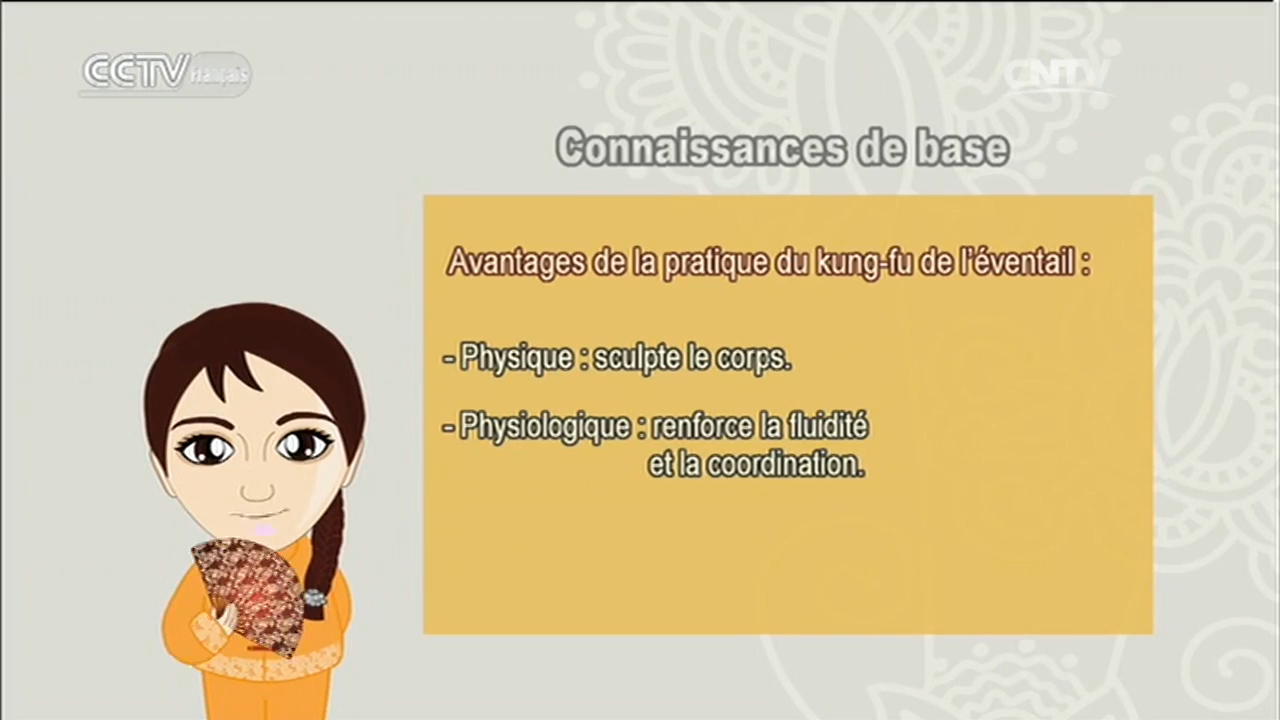 CCTV Français
CNTV
Connaissances de base
Avantages de la pratique du kung-fu de l'éventail :
- Physique : sculpte le corps.
- Physiologique : renforce la fluidité
et la coordination.